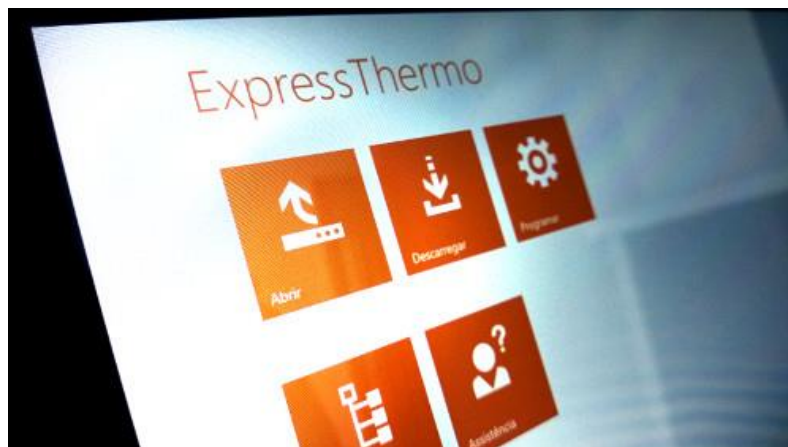 ExpressThermo
Abrir
Descarregar
Programar
Assistência